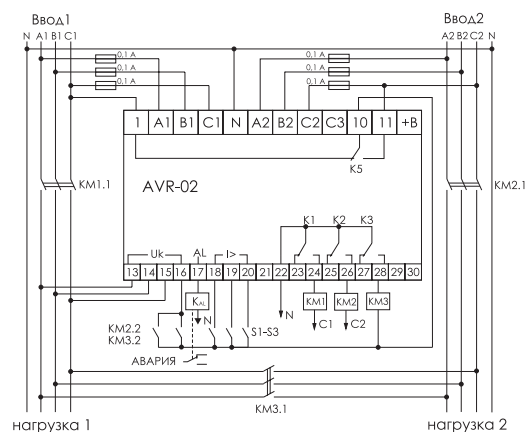 Ввод1 Ввод2
N A1 B1 C1 A2 B2 C2 N
0,1 A 0,1 A
0,1 A 0,1 A
0,1 A 0,1 A
1 A1 B1 C1 N A2 B2 C2 C3 10 11 +B
K5
KM1.1 AVR-02 KM2.1
K1 K2 K3
Uk AL I>
13 14 15 16 17 18 19 20 21 22 23 24 25 26 27 28 29 30
KAL KM1 KM2 KM3
N N C1 C2
KM2.2 S1-S3
KM3.2
АВАРИЯ
KM3.1
нагрузка 1 нагрузка 2